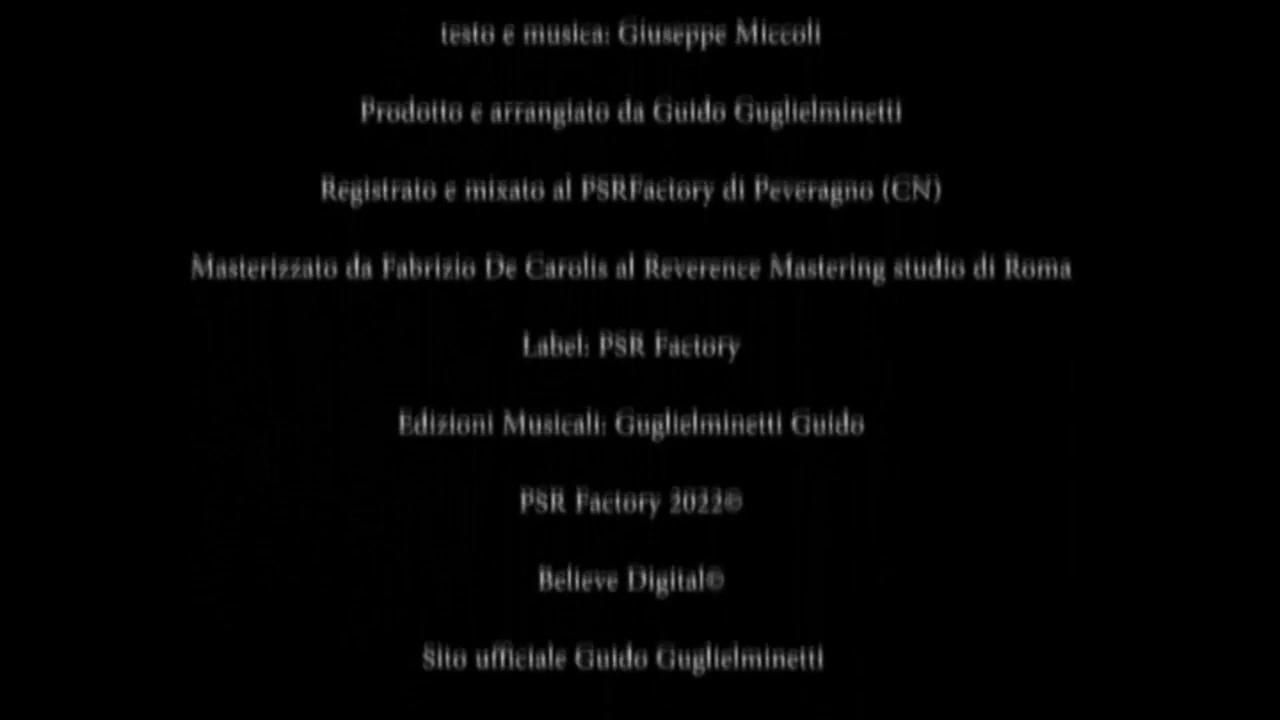 testo e musica: Giuseppe Miccoli
Prodotto e arrangiato da Guido Guglielminetti
Registrato e mixato al PSRFactory di Peveragno (CN)
Masterizzato da Fabrizio De Carolis al Reverence Mastering studio di Roma
Label: PSR Factory
Edizioni Musicali: Guglielminetti Guido
PSR Factory 2022©
Believe Digital©
Sito ufficiale Guido Guglielminetti